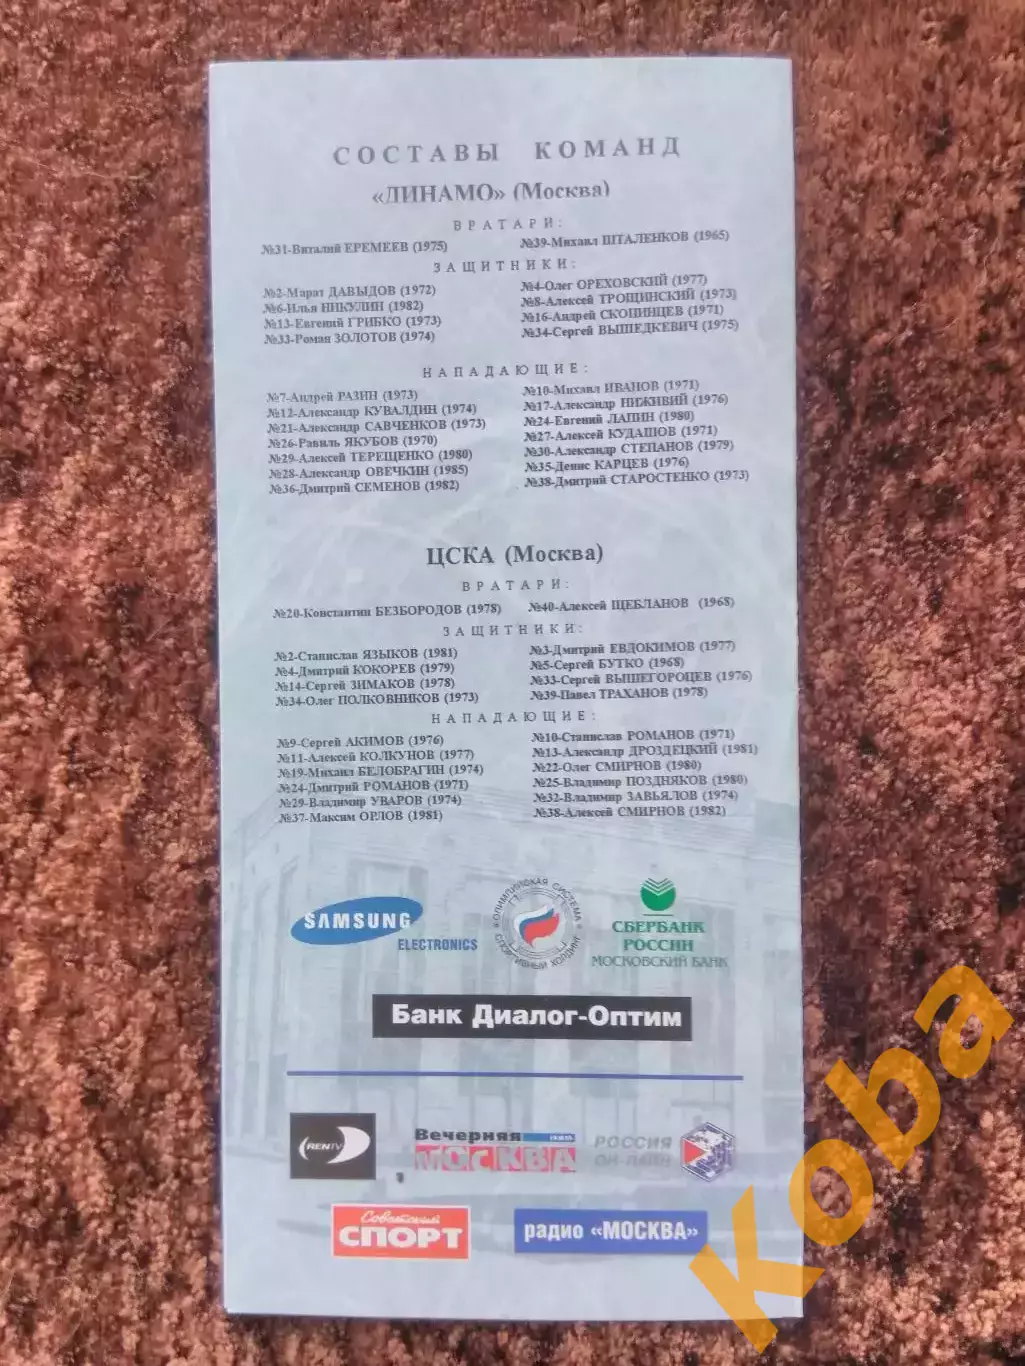 СОСТАВЫ КОМАНД
«ДИНАМО» (Москва)
ВРАТАРИ:
№31-Виталий ЕРЕМЕЕВ (1975) №39-Михаил ШТАЛЕНКОВ (1965)
ЗАЩИТНИКИ:
№2-Марат ДАВЫДОВ (1972) №4-Олег ОРЕХОВСКИЙ (1977)
№6-Илья НИКУЛИН (1982) №8-Алексей ТРОЩИНСКИЙ (1973)
№13-Евгений ГРИБКО (1973) №16-Андрей СКОПИНЦЕВ (1971)
№33-Роман ЗОЛОТОВ (1974) №34-Сергей ВЫШЕДКЕВИЧ (1975)
НАПАДАЮЩИЕ:
№7-Андрей РАЗИН (1973) №10-Михаил ИВАНОВ (1971)
№12-Александр КУВАЛДИН (1974) №17-Александр НИЖИВИЙ (1976)
№21-Александр САВЧЕНКОВ (1973) №24-Евгений ЛАПИН (1980)
№26-Равиль ЯКУБОВ (1970) №27-Алексей КУДАШОВ (1971)
№29-Алексей ТЕРЕЩЕНКО (1980) №30-Александр СТЕПАНОВ (1979)
№28-Александр ОВЕЧКИН (1985) №35-Денис КАРЦЕВ (1976)
№36-Дмитрий СЕМЕНОВ (1982) №38-Дмитрий СТАРОСТЕНКО (1973)
ЦСКА (Москва)
ВРАТАРИ:
№20-Константин БЕЗБОРОДОВ (1978) №40-Алексей ЩЕБЛАНОВ (1968)
ЗАЩИТНИКИ:
№2-Станислав ЯЗЫКОВ (1981) №3-Дмитрий ЕВДОКИМОВ (1977)
№4-Дмитрий КОКОРЕВ (1979) №5-Сергей БУТКО (1968)
№14-Сергей ЗИМАКОВ (1978) №33-Сергей ВЫШЕГОРОЦЕВ (1976)
№34-Олег ПОЛКОВНИКОВ (1973) №39-Павел ТРАХАНОВ (1978)
НАПАДАЮЩИЕ:
№9-Сергей АКИМОВ (1976) №10-Станислав РОМАНОВ (1971)
№11-Алексей КОЛКУНОВ (1977) №13-Александр ДРОЗДЕЦКИЙ (1981)
№19-Михаил БЕЛОБРАГИН (1974) №22-Олег СМИРНОВ (1980)
№24-Дмитрий РОМАНОВ (1971) №25-Владимир ПОЗДНЯКОВ (1980)
№29-Владимир УВАРОВ (1974) №32-Владимир ЗАВЬЯЛОВ (1974)
№37-Максим ОРЛОВ (1981) №38-Алексей СМИРНОВ (1982)
SAMSUNG
ELECTRONICS
ОЛИМПИЙСКАЯ СИСТЕМА
СПОРТИВНЫЙ ХОЛДИНГ
СБЕРБАНК
РОССИИ
МОСКОВСКИЙ БАНК
Банк Диалог-Оптим
REN TV
Вечерняя
МОСКВА
РОССИЯ
ОН-ЛАЙН
Советский
СПОРТ
радио «МОСКВА»
Koba